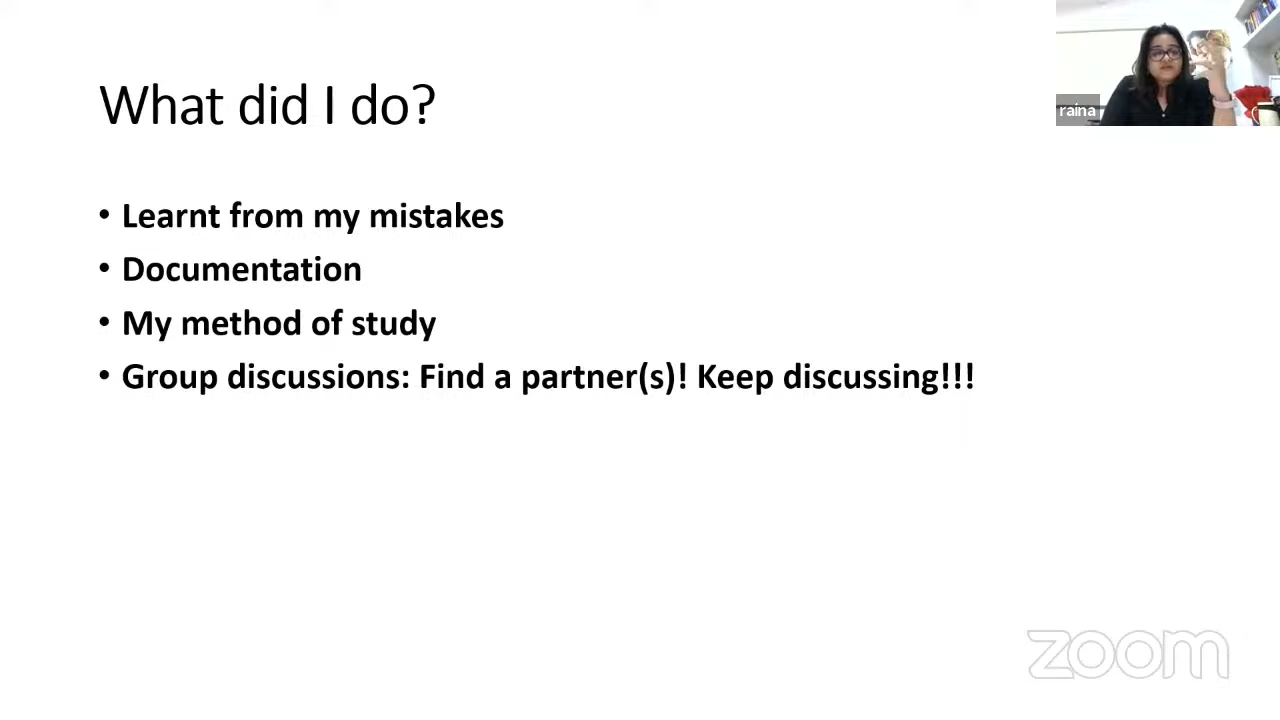 What did I do?
raina
• Learnt from my mistakes
• Documentation
• My method of study
• Group discussions: Find a partner(s)! Keep discussing!!!
zoom